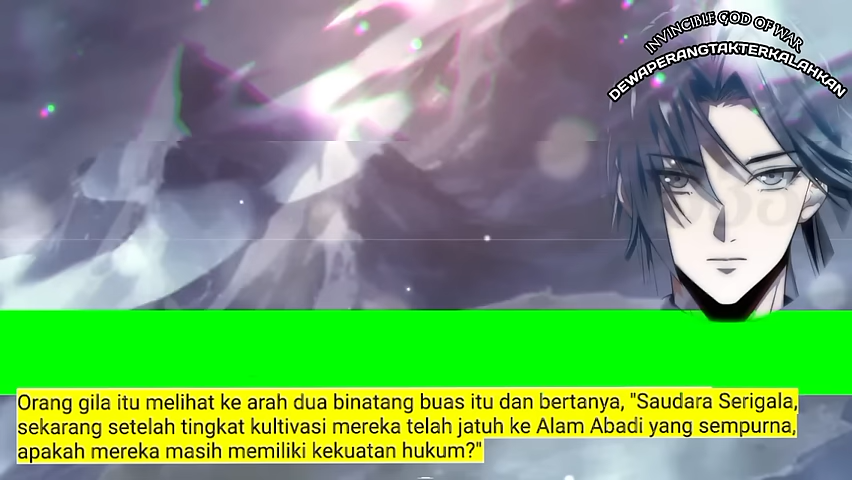 INVINCIBLE GOD OF WAR
DEWAPERANGTAKTERKALAHKAN
Orang gila itu melihat ke arah dua binatang buas itu dan bertanya, "Saudara Serigala,
sekarang setelah tingkat kultivasi mereka telah jatuh ke Alam Abadi yang sempurna,
apakah mereka masih memiliki kekuatan hukum?"